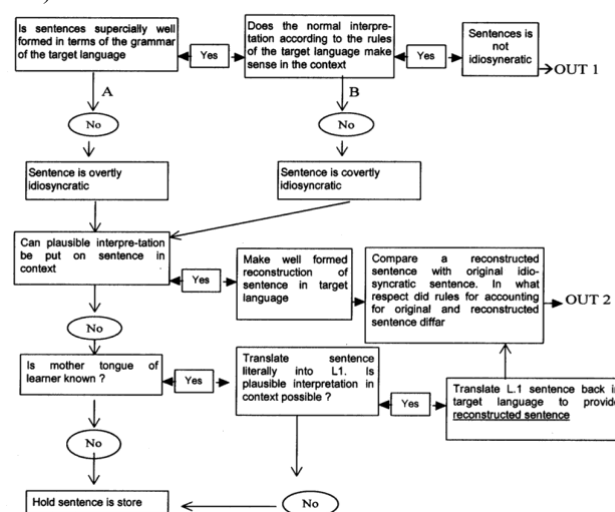 Is sentences supercially well
formed in terms of the grammar
of the target language
Yes
Does the normal interpre-
tation according to the rules
of the target language make
sense in the context
Yes
Sentences is
not
idiosyneratic
OUT 1
A
B
No
No
Sentence is overtly
idiosyncratic
Sentence is covertly
idiosyncratic
Can plausible interpre-tation
be put on sentence in
context
Yes
Make well formed
reconstruction of
sentence in target
language
Compare a reconstructed
sentence with original idio-
syncratic sentence. In what
respect did rules for accounting
for original and reconstructed
sentence diffar
OUT 2
No
Is mother tongue of
learner known ?
Yes
Translate sentence
literally into L1. Is
plausible interpretation in
context possible ?
Yes
Translate L.1 sentence back i
target language to provide
reconstructed sentence
No
Hold sentence is store
No